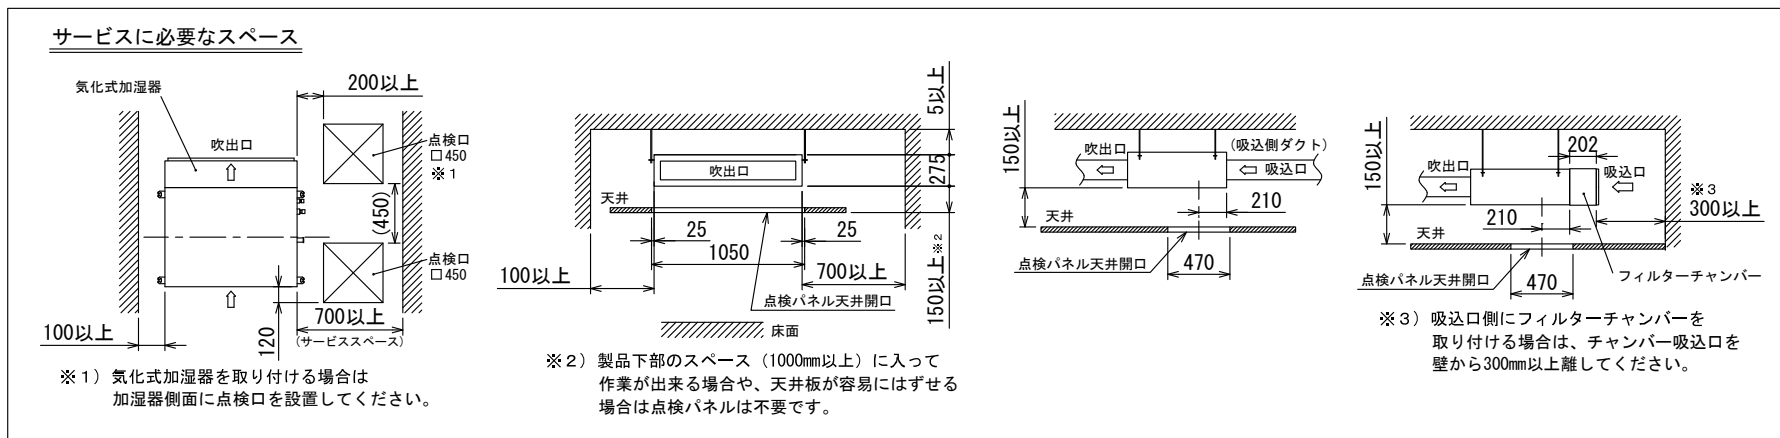 サービスに必要なスペース
気化式加湿器
200以上
吹出口
点検口
□450
※1
(450)
点検口
□450
700以上
(サービススペース)
100以上
120
※1）気化式加湿器を取り付ける場合は
加湿器側面に点検口を設置してください。
5以上
275
吹出口
天井
25
25
1050
150以上※2
100以上
700以上
点検パネル天井開口
床面
※2）製品下部のスペース（1000mm以上）に入って
作業が出来る場合や、天井板が容易にはずせる
場合は点検パネルは不要です。
150以上
吹出口
(吸込側ダクト)
吸込口
210
天井
点検パネル天井開口
470
150以上
吹出口
202
吸込口
※3
300以上
210
天井
点検パネル天井開口
470
フィルターチャンバー
※3）吸込口側にフィルターチャンバーを
取り付ける場合は、チャンバー吸込口を
壁から300mm以上離してください。